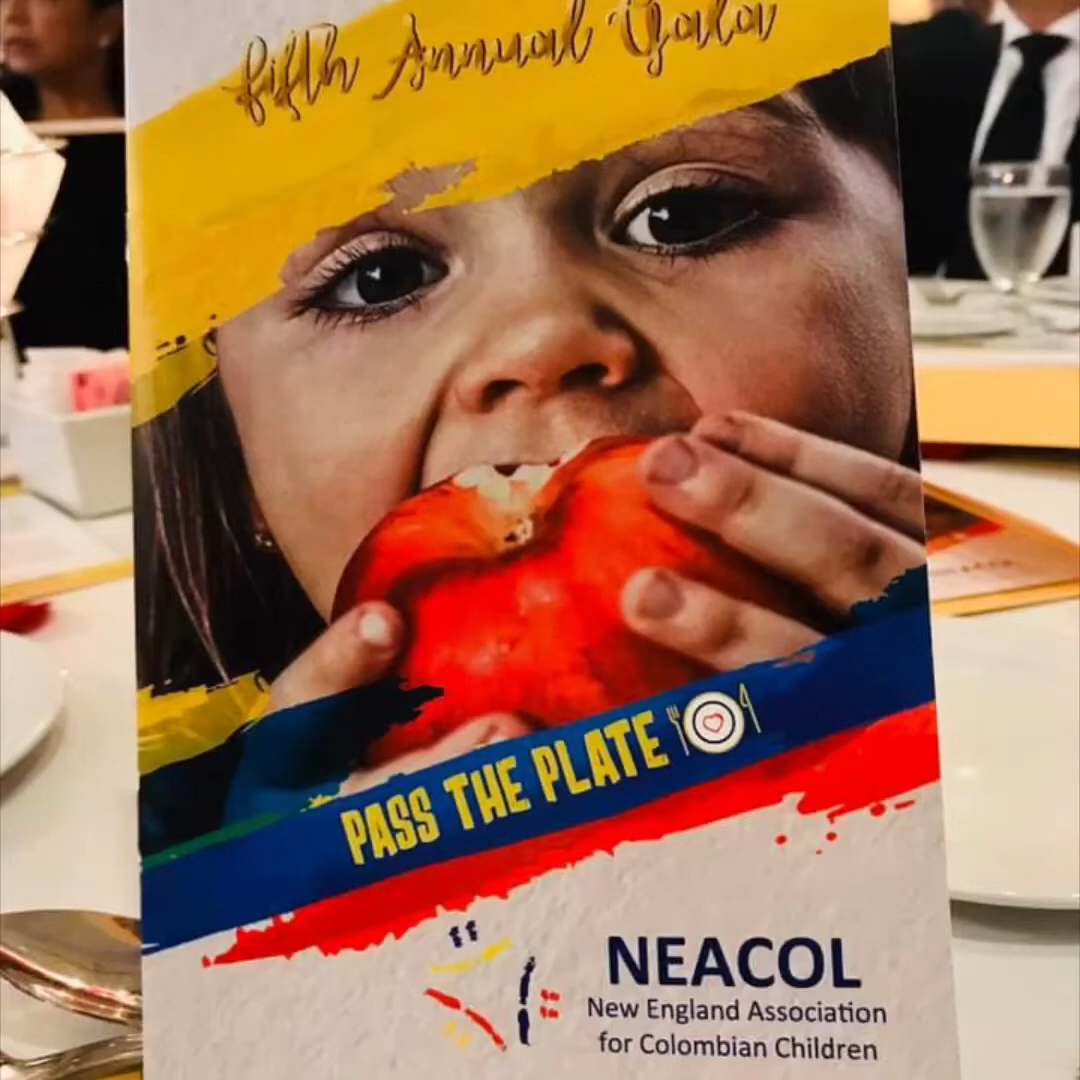 fifth Annual Gala
PASS THE PLATE
NEACOL
New England Association
for Colombian Children